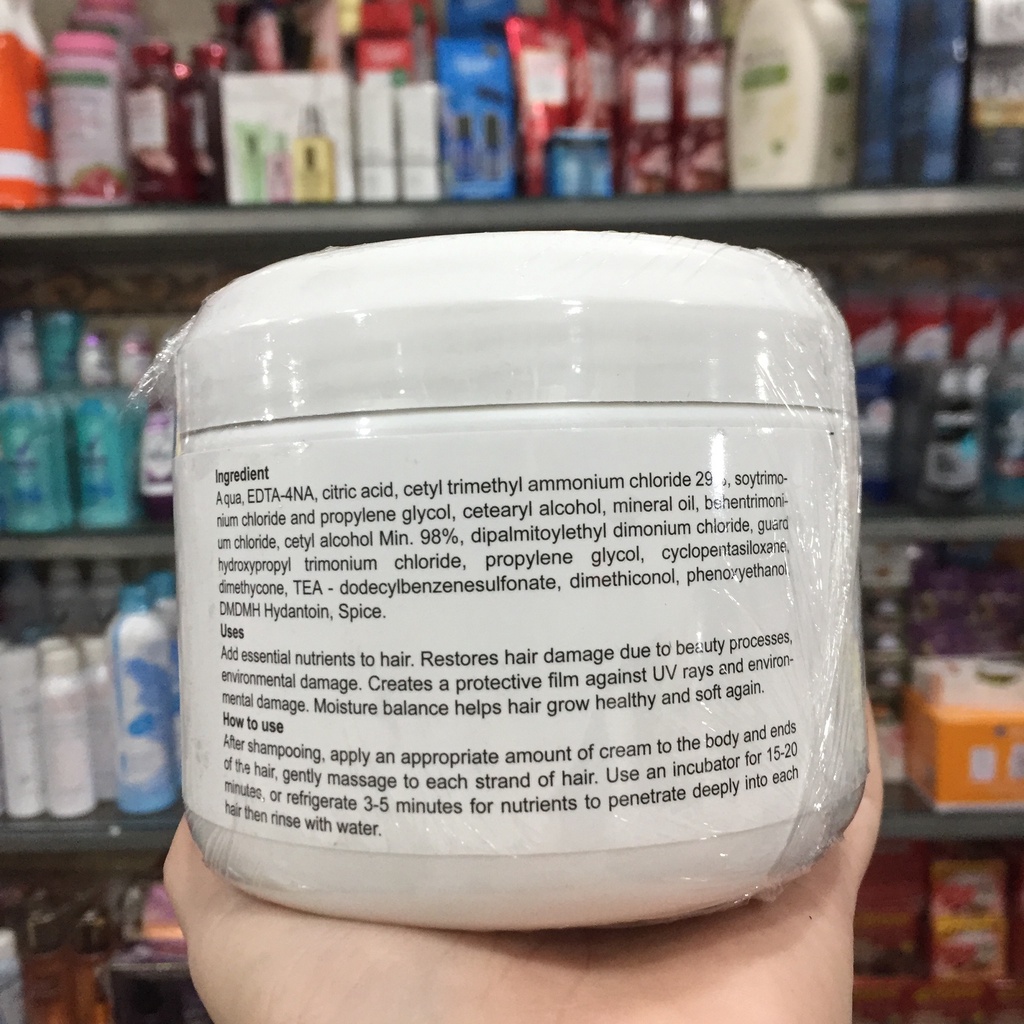 Ingredient
Aqua, EDTA-4NA, citric acid, cetyl trimethyl ammonium chloride 29%, soytrimo-
nium chloride and propylene glycol, cetearyl alcohol, mineral oil, behentrimoni-
um chloride, cetyl alcohol Min. 98%, dipalmitoylethyl dimonium chloride, guard
hydroxypropyl trimonium chloride, propylene glycol, cyclopentasiloxane,
dimethycone, TEA - dodecylbenzenesulfonate, dimethiconol, phenoxyethanol,
DMDMH Hydantoin, Spice.
Uses
Add essential nutrients to hair. Restores hair damage due to beauty processes,
environmental damage. Creates a protective film against UV rays and environ-
mental damage. Moisture balance helps hair grow healthy and soft again.
How to use
After shampooing, apply an appropriate amount of cream to the body and ends
of the hair, gently massage to each strand of hair. Use an incubator for 15-20
minutes, or refrigerate 3-5 minutes for nutrients to penetrate deeply into each
hair then rinse with water.